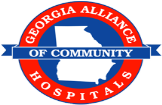 GEORGIA ALLIANCE
OF COMMUNITY
HOSPITALS